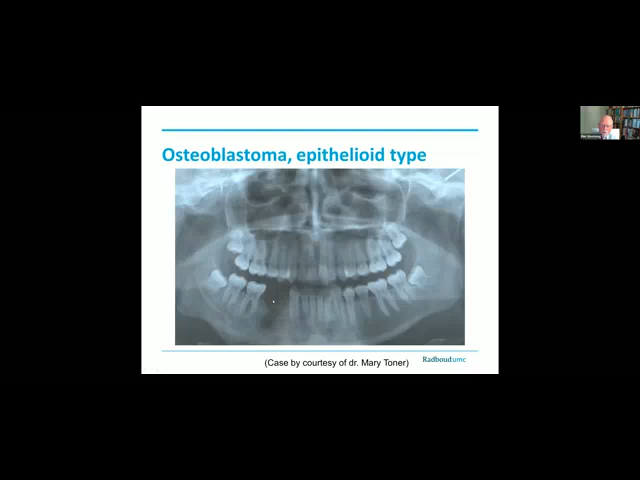 Osteoblastoma, epithelioid type
(Case by courtesy of dr. Mary Toner)
Radboudumc